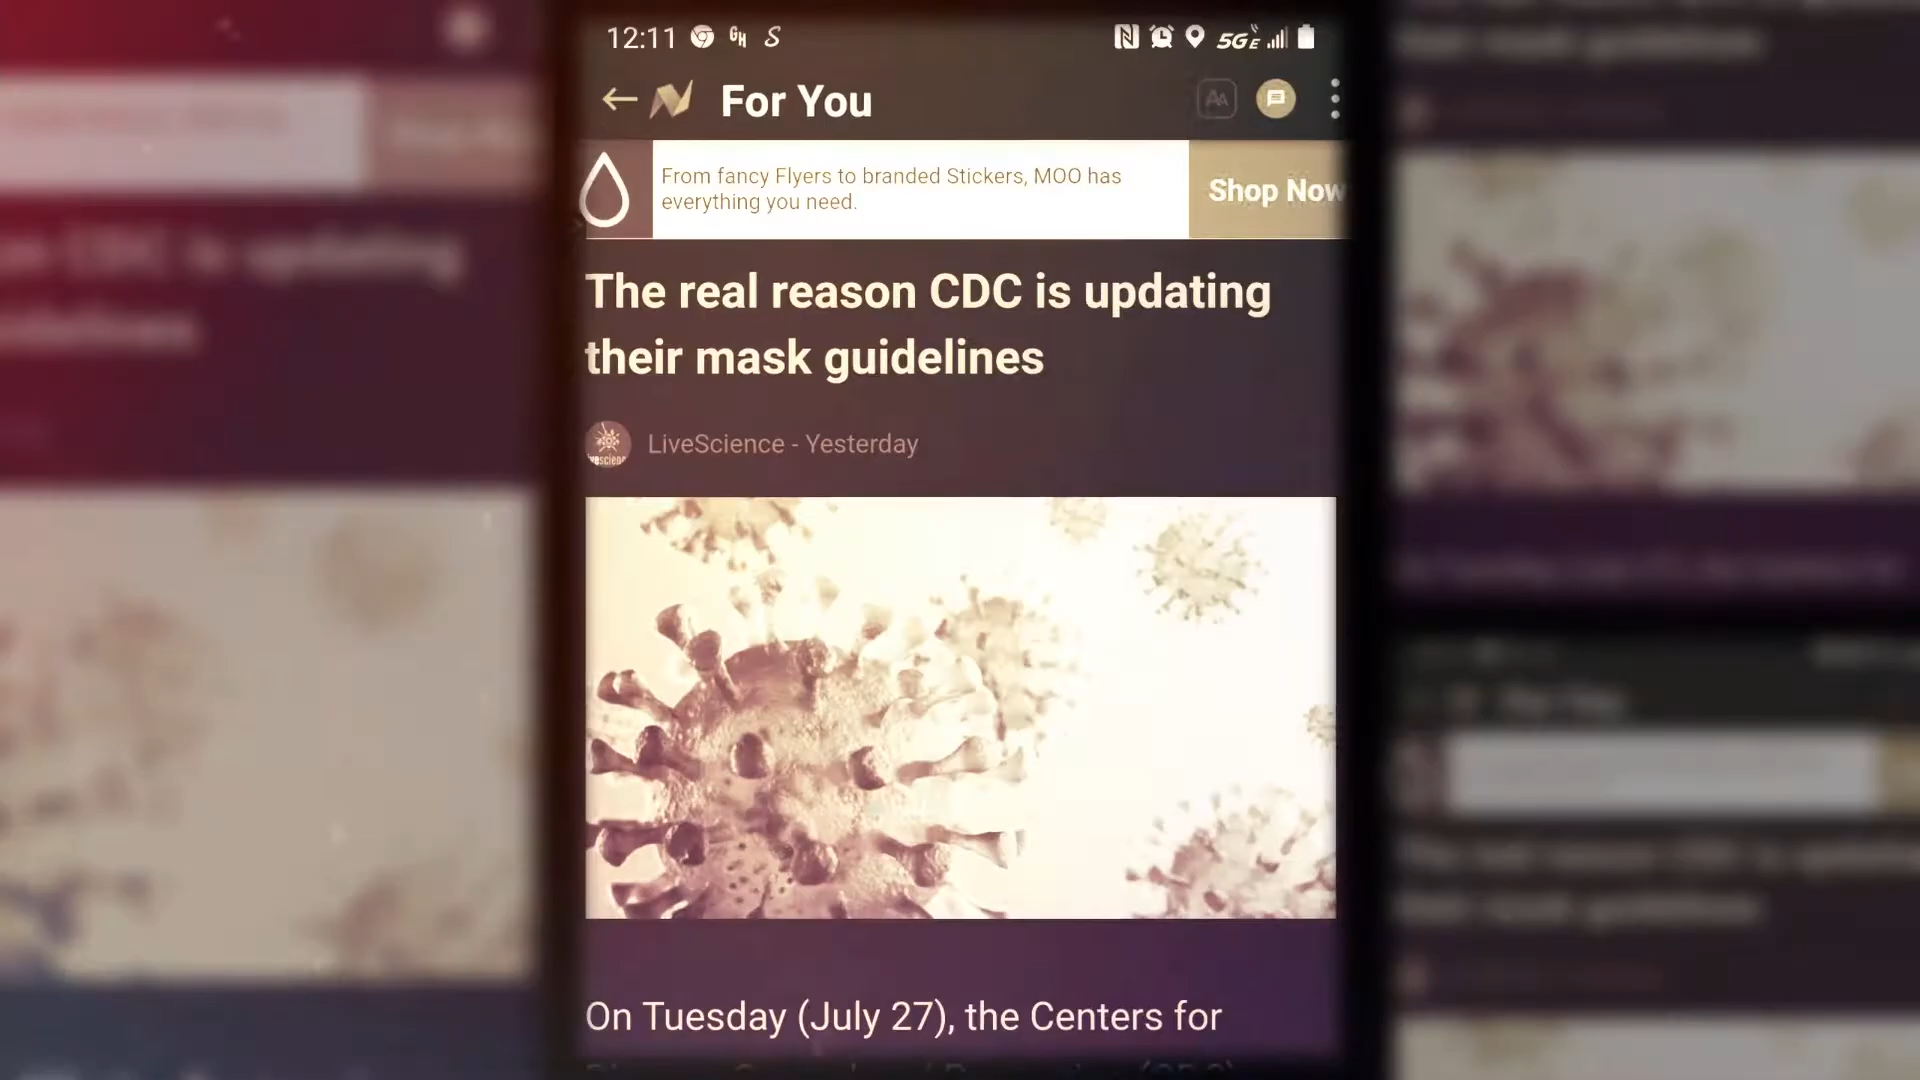 12:11
5GE
For You
From fancy Flyers to branded Stickers, MOO has
everything you need.
Shop Now
The real reason CDC is updating
their mask guidelines
LiveScience - Yesterday
On Tuesday (July 27), the Centers for